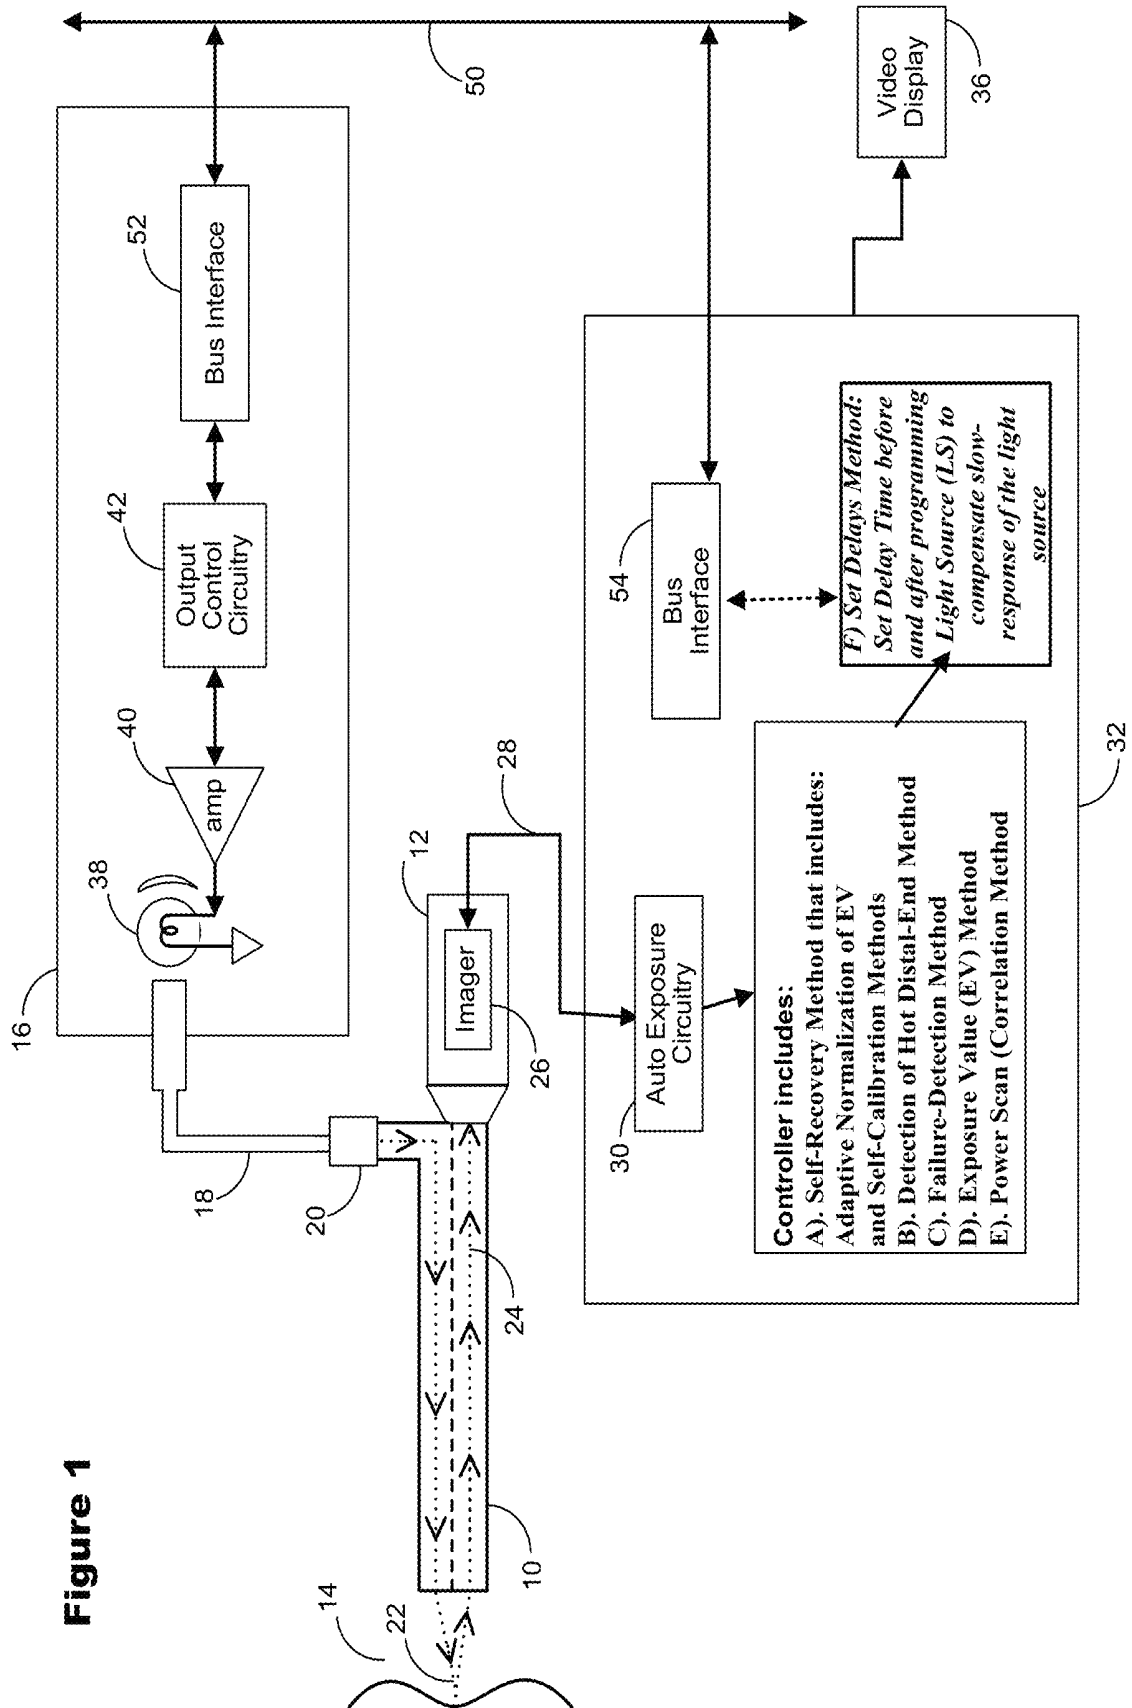 Figure 1
16
38
40
42
52
50
amp
Output
Control
Circuitry
Bus Interface
18
20
12
Imager
26
28
14
22
10
24
30
Auto Exposure
Circuitry
54
Bus
Interface
Controller includes:
A). Self-Recovery Method that includes:
Adaptive Normalization of EV
and Self-Calibration Methods
B). Detection of Hot Distal-End Method
C). Failure-Detection Method
D). Exposure Value (EV) Method
E). Power Scan (Correlation Method
F) Set Delays Method:
Set Delay Time before
and after programming
Light Source (LS) to
compensate slow-
response of the light
source
32
Video
Display
36